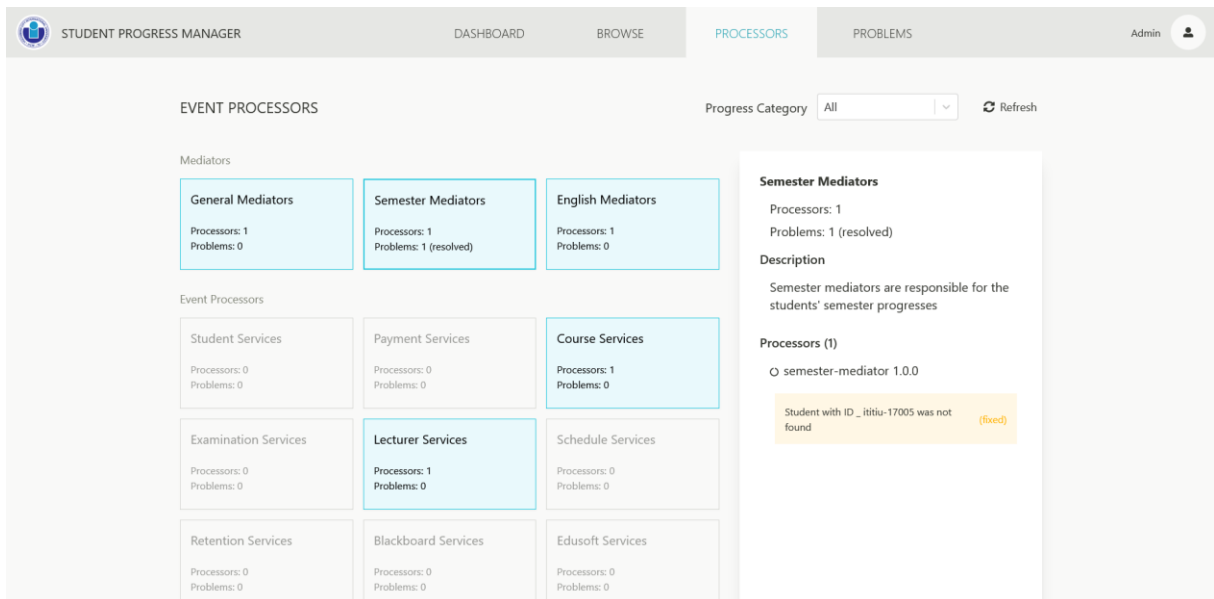 STUDENT PROGRESS MANAGER
DASHBOARD
BROWSE
PROCESSORS
PROBLEMS
Admin
EVENT PROCESSORS
Progress Category
All
Refresh
Mediators
General Mediators
Processors: 1
Problems: 0
Semester Mediators
Processors: 1
Problems: 1 (resolved)
English Mediators
Processors: 1
Problems: 0
Event Processors
Student Services
Processors: 0
Problems: 0
Payment Services
Processors: 0
Problems: 0
Course Services
Processors: 1
Problems: 0
Examination Services
Processors: 0
Problems: 0
Lecturer Services
Processors: 1
Problems: 0
Schedule Services
Processors: 0
Problems: 0
Retention Services
Processors: 0
Problems: 0
Blackboard Services
Processors: 0
Problems: 0
Edusoft Services
Processors: 0
Problems: 0
Semester Mediators
Processors: 1
Problems: 1 (resolved)
Description
Semester mediators are responsible for the
students' semester progresses
Processors (1)
semester-mediator 1.0.0
Student with ID _ ititiu-17005 was not
found
(fixed)